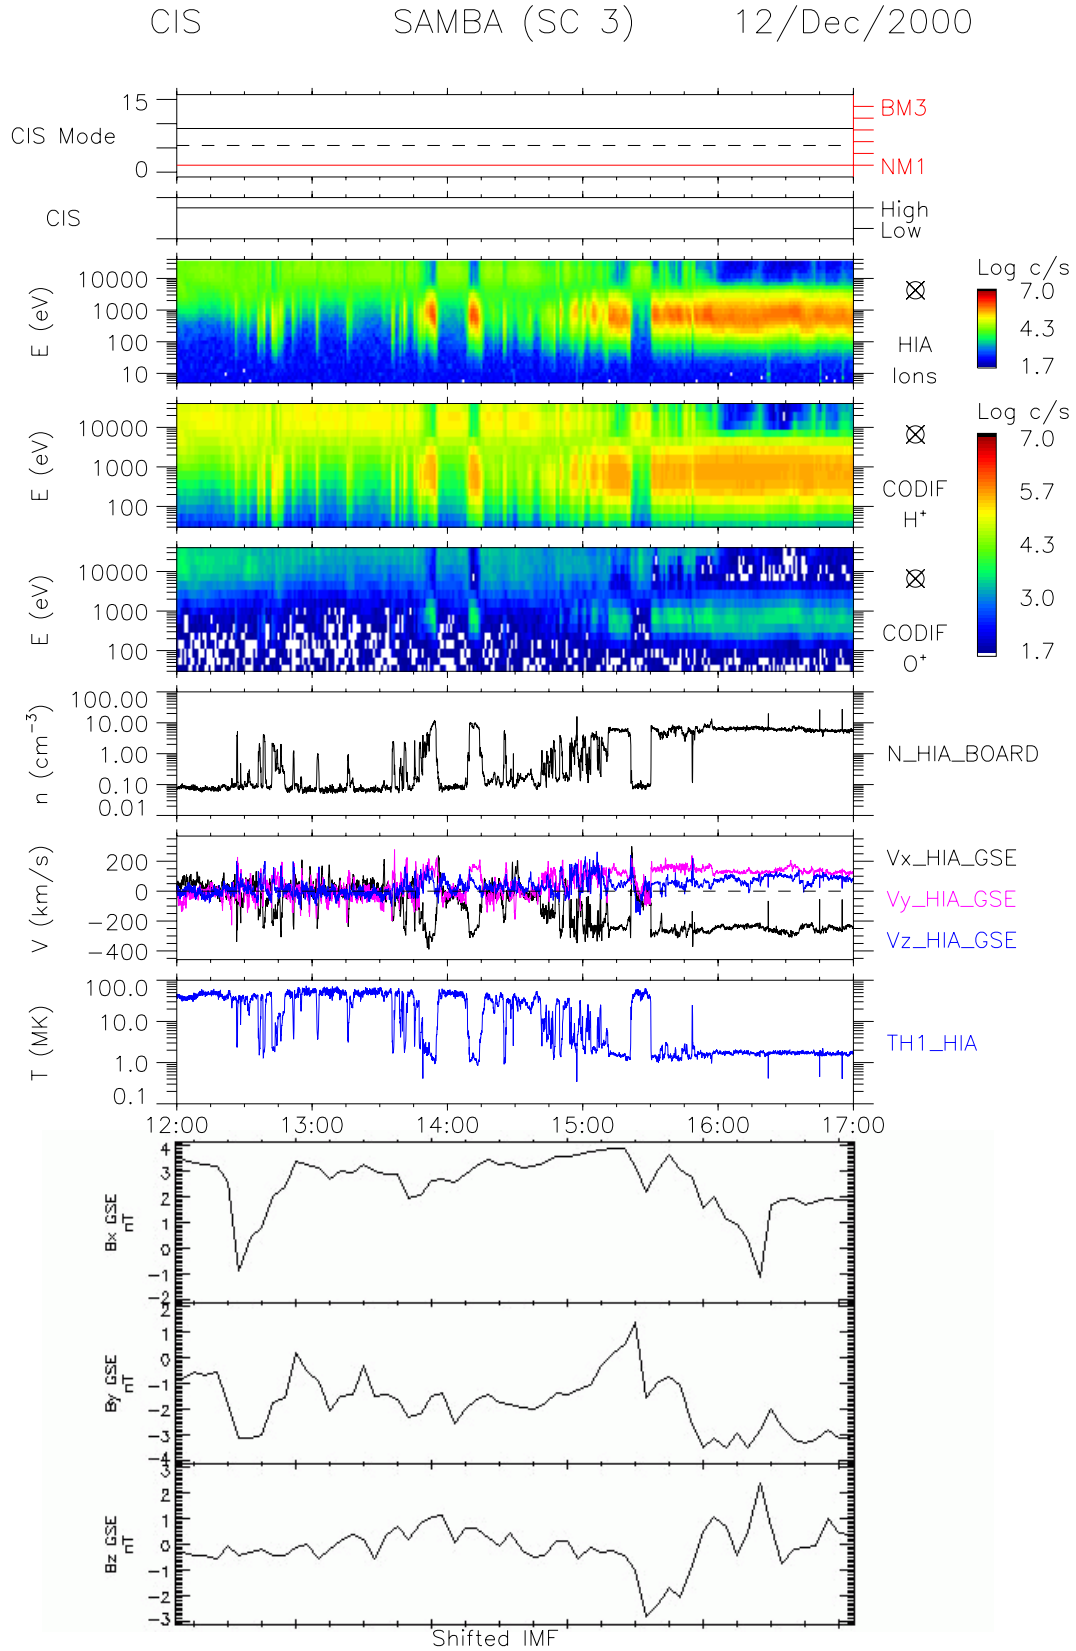 CIS SAMBA (SC 3) 12/Dec/2000
15
CIS Mode
0
BM3
NM1
CIS
High
Low
E (eV)
10000
1000
100
10
HIA
Ions
Log c/s
7.0
4.3
1.7
E (eV)
10000
1000
100
CODIF
H+
Log c/s
7.0
5.7
4.3
3.0
1.7
E (eV)
10000
1000
100
CODIF
O+
n (cm-3)
100.00
10.00
1.00
0.10
0.01
N_HIA_BOARD
V (km/s)
200
0
-200
-400
Vx_HIA_GSE
Vy_HIA_GSE
Vz_HIA_GSE
T (MK)
100.0
10.0
1.0
0.1
TH1_HIA
12:00 13:00 14:00 15:00 16:00 17:00
Bx GSE
nT
4
3
2
1
0
-1
-2
By GSE
nT
2
1
0
-1
-2
-3
-4
Bz GSE
nT
3
2
1
0
-1
-2
-3
Shifted IMF